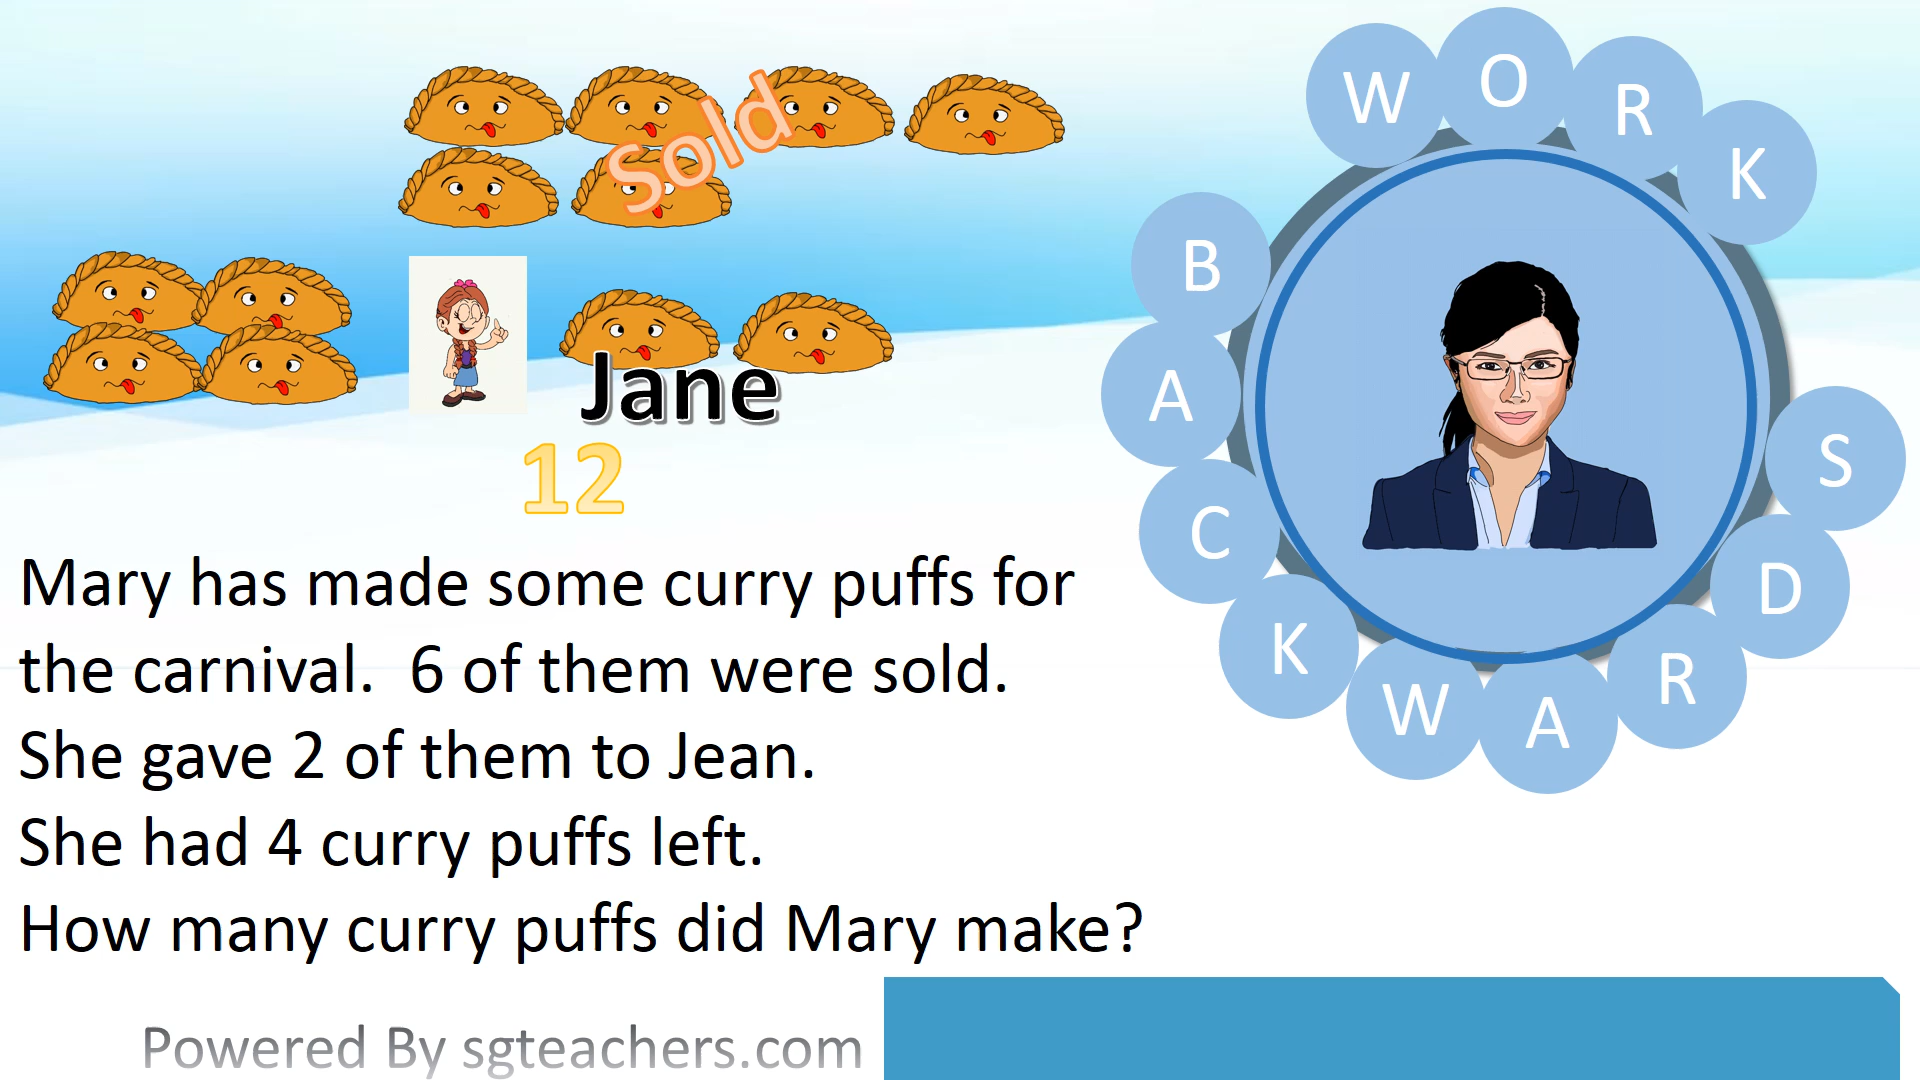 Sold
Jane
12
Mary has made some curry puffs for
the carnival.  6 of them were sold.
She gave 2 of them to Jean.
She had 4 curry puffs left.
How many curry puffs did Mary make?
Powered By sgteachers.com
WORK
BACKWARDS